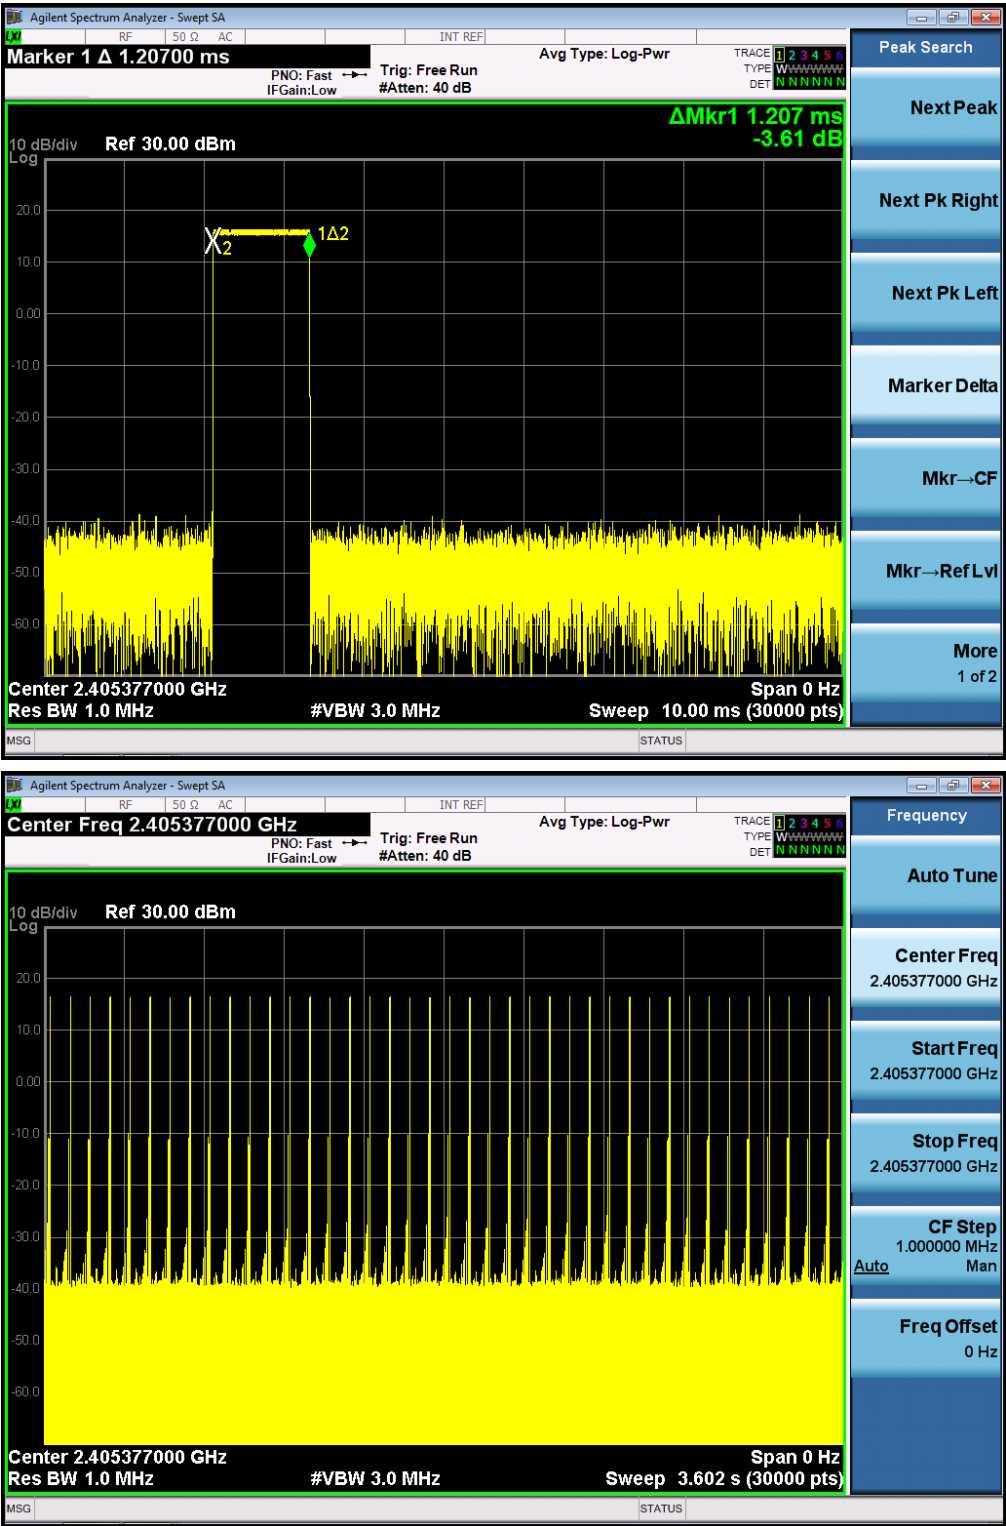 Agilent Spectrum Analyzer - Swept SA
LXI RF 50 Ω AC INT REF
Marker 1 Δ 1.20700 ms
PNO: Fast
IFGain:Low
Trig: Free Run
#Atten: 40 dB
Avg Type: Log-Pwr
TRACE 1 2 3 4 5 6
TYPE WWWWWW
DET N N N N N N
ΔMkr1 1.207 ms
-3.61 dB
10 dB/div
Log
Ref 30.00 dBm
20.0
10.0
0.00
-10.0
-20.0
-30.0
-40.0
-50.0
-60.0
2
1Δ2
Center 2.405377000 GHz
Span 0 Hz
Res BW 1.0 MHz
#VBW 3.0 MHz
Sweep 10.00 ms (30000 pts)
MSG
STATUS
Peak Search
Next Peak
Next Pk Right
Next Pk Left
Marker Delta
Mkr→CF
Mkr→Ref Lvl
More
1 of 2
Agilent Spectrum Analyzer - Swept SA
LXI RF 50 Ω AC INT REF
Center Freq 2.405377000 GHz
PNO: Fast
IFGain:Low
Trig: Free Run
#Atten: 40 dB
Avg Type: Log-Pwr
TRACE 1 2 3 4 5 6
TYPE WWWWWW
DET N N N N N N
10 dB/div
Log
Ref 30.00 dBm
20.0
10.0
0.00
-10.0
-20.0
-30.0
-40.0
-50.0
-60.0
Center 2.405377000 GHz
Span 0 Hz
Res BW 1.0 MHz
#VBW 3.0 MHz
Sweep 3.602 s (30000 pts)
MSG
STATUS
Frequency
Auto Tune
Center Freq
2.405377000 GHz
Start Freq
2.405377000 GHz
Stop Freq
2.405377000 GHz
CF Step
1.000000 MHz
Auto Man
Freq Offset
0 Hz